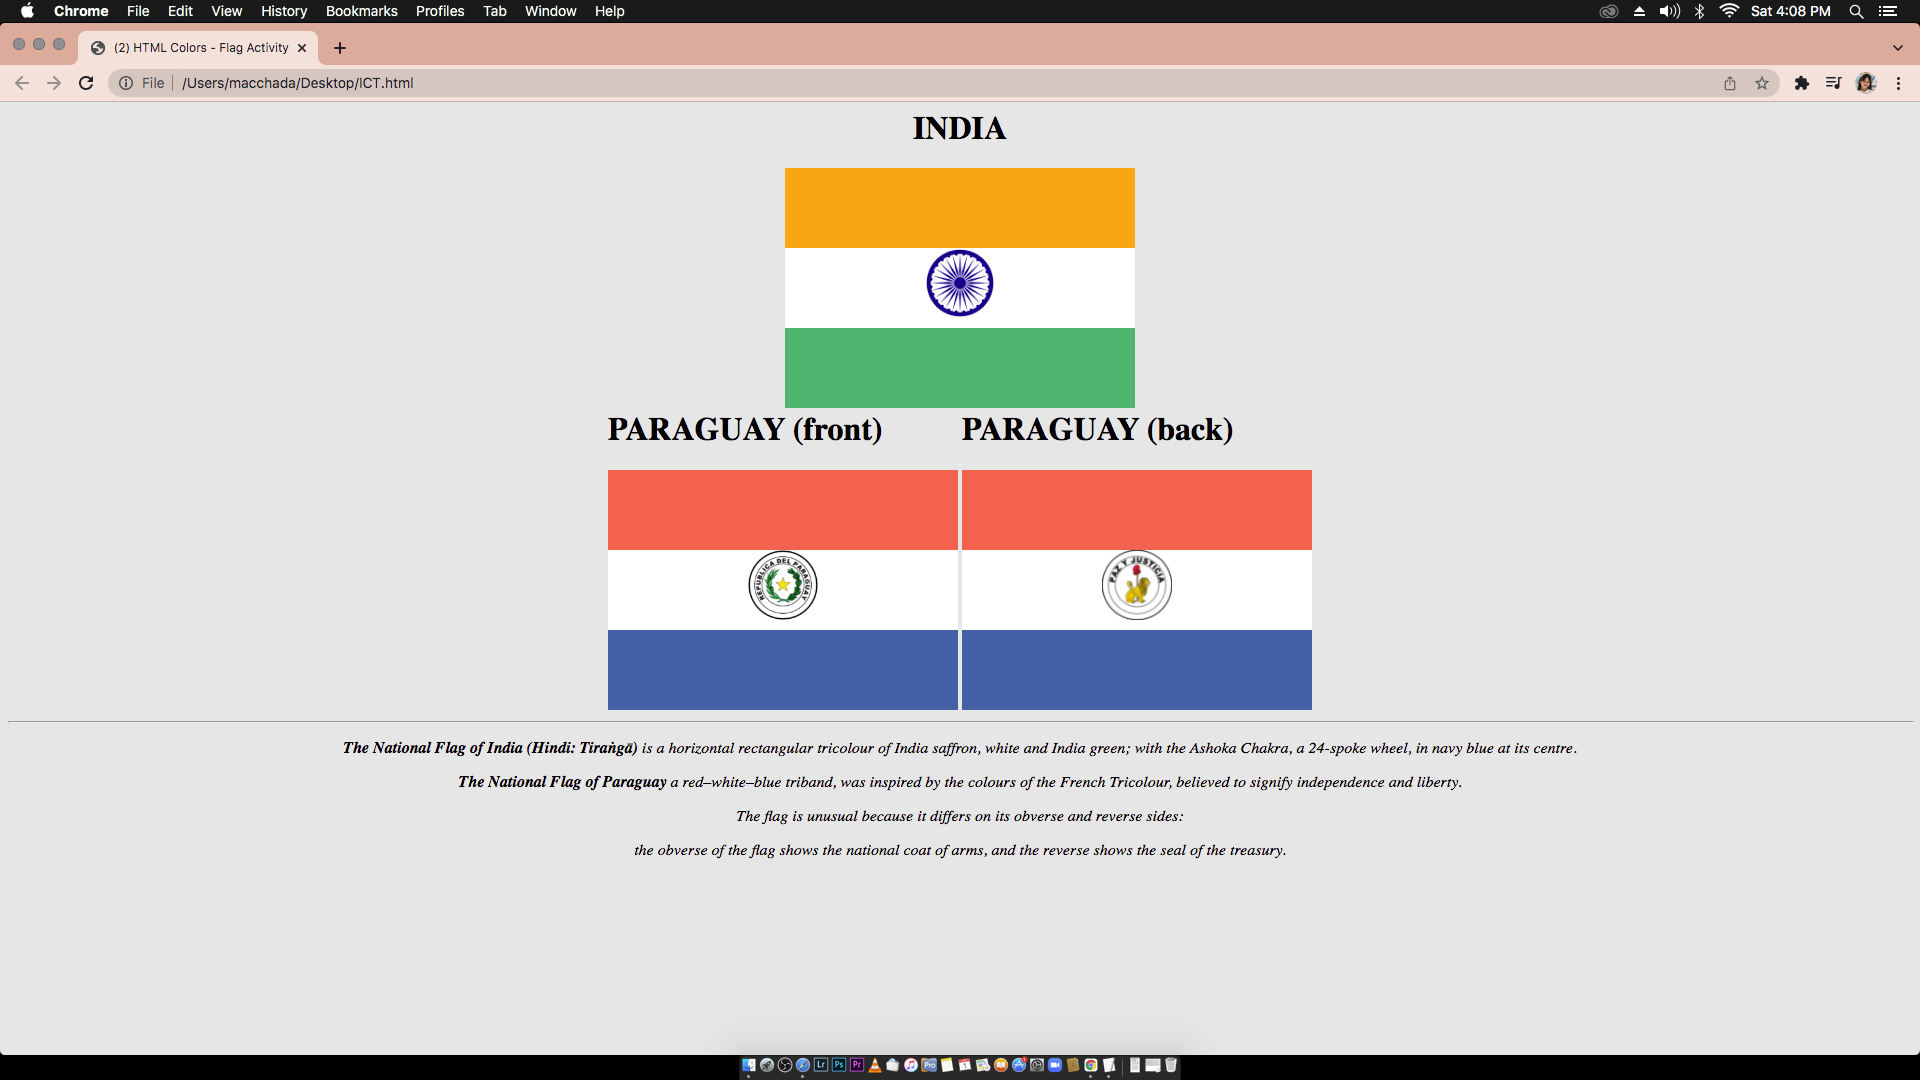 Chrome File Edit View History Bookmarks Profiles Tab Window Help Sat 4:08 PM
(2) HTML Colors - Flag Activity
File /Users/macchada/Desktop/ICT.html
INDIA
PARAGUAY (front) PARAGUAY (back)
REPUBLICA DEL PARAGUAY PAZ Y JUSTICIA
The National Flag of India (Hindi: Tiraṅgā) is a horizontal rectangular tricolour of India saffron, white and India green; with the Ashoka Chakra, a 24-spoke wheel, in navy blue at its centre.
The National Flag of Paraguay a red–white–blue triband, was inspired by the colours of the French Tricolour, believed to signify independence and liberty.
The flag is unusual because it differs on its obverse and reverse sides:
the obverse of the flag shows the national coat of arms, and the reverse shows the seal of the treasury.
Lr Ps Pr Pro